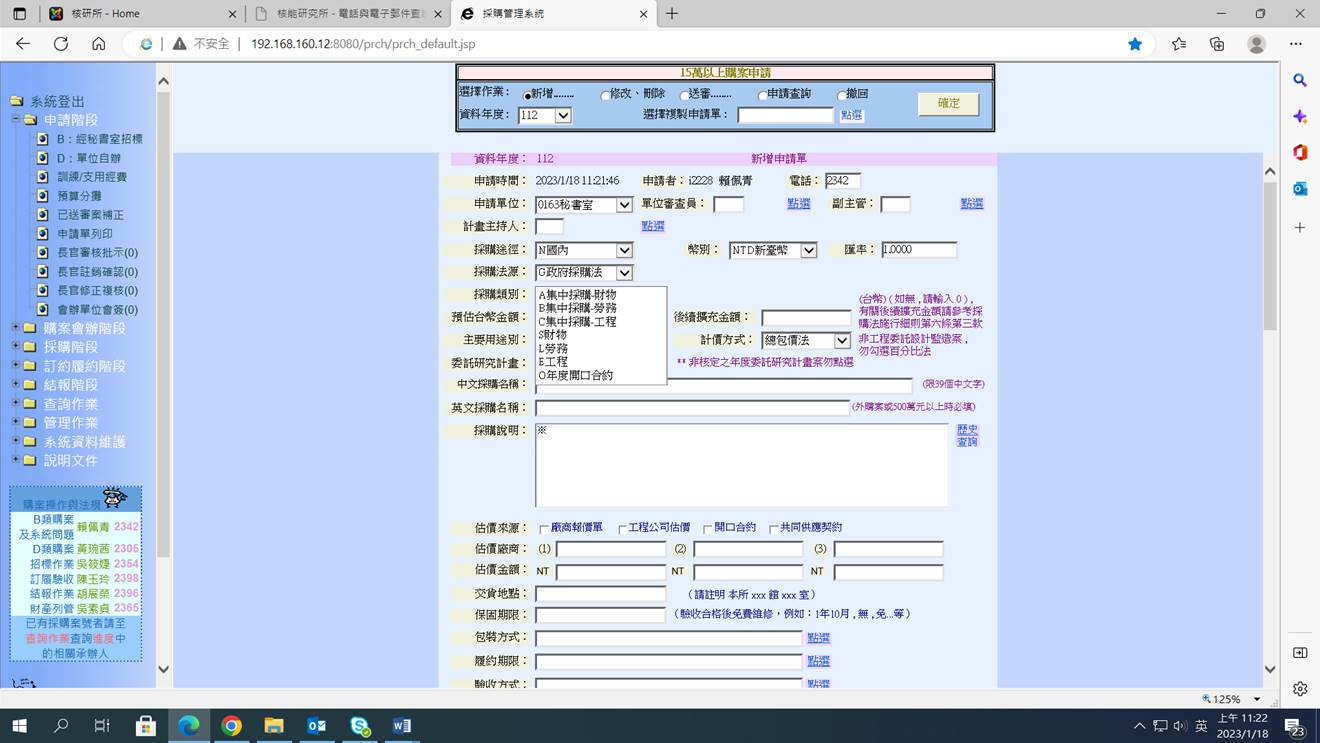 核研所 - Home
核能研究所 - 電話與電子郵件查
採購管理系統
不安全
192.168.160.12:8080/prch/prch_default.jsp
系統登出
申請階段
B：經秘書室招標
D：單位自辦
訓練/支用經費
預算分攤
已送審案補正
申請單列印
長官審核批示(0)
長官註銷確認(0)
長官修正複核(0)
會辦單位會簽(0)
購案會辦階段
採購階段
訂約履約階段
結報階段
查詢作業
管理作業
系統資料維護
說明文件
購案操作與法規
B類購案及系統問題 賴佩青 2342
D類購案 黃琬茜 2305
招標作業 吳筱婕 2354
訂履驗收 陳玉玲 2398
結報作業 胡展榮 2396
財產列管 吳素貞 2365
已有採購案號者請至
查詢作業查詢進度中
的相關承辦人
15萬以上購案申請
選擇作業： 新增........ 修改、刪除 送審........ 申請查詢 撤回
資料年度： 112 選擇複製申請單： 點選 確定
資料年度： 112 新增申請單
申請時間： 2023/1/18 11:21:46 申請者：i2228 賴佩青 電話： 2342
申請單位： 0163秘書室 單位審查員： 點選 副主管： 點選
計畫主持人： 點選
採購途徑： N國內 幣別： NTD新臺幣 匯率： 1.0000
採購法源： G政府採購法
採購類別：
A集中採購-財物
B集中採購-勞務
C集中採購-工程
S財物
L勞務
E工程
O年度開口合約
預估台幣金額： 後續擴充金額：
(台幣) ( 如無 , 請輸入 0 ) ,
有關後續擴充金額請參考採
購法施行細則第六條第三款
主要用途別： 計價方式： 總包價法
非工程委託設計監造案 ,
勿勾選百分比法
委託研究計畫： ** 非核定之年度委託研究計畫案勿點選
中文採購名稱： (限39個中文字)
英文採購名稱： (外購案或500萬元以上時必填)
採購說明： ※ 歷史
查詢
估價來源： 廠商報價單 工程公司估價 開口合約 共同供應契約
估價廠商： (1) (2) (3)
估價金額： NT NT NT
交貨地點： （ 請註明 本所 xxx 館 xxx 室 ）
保固期限： （ 驗收合格後免費維修，例如：1年10月 , 無 , 免...等 ）
包裝方式： 點選
履約期限： 點選
驗收方式： 點選
125%
英
上午 11:22
2023/1/18
23